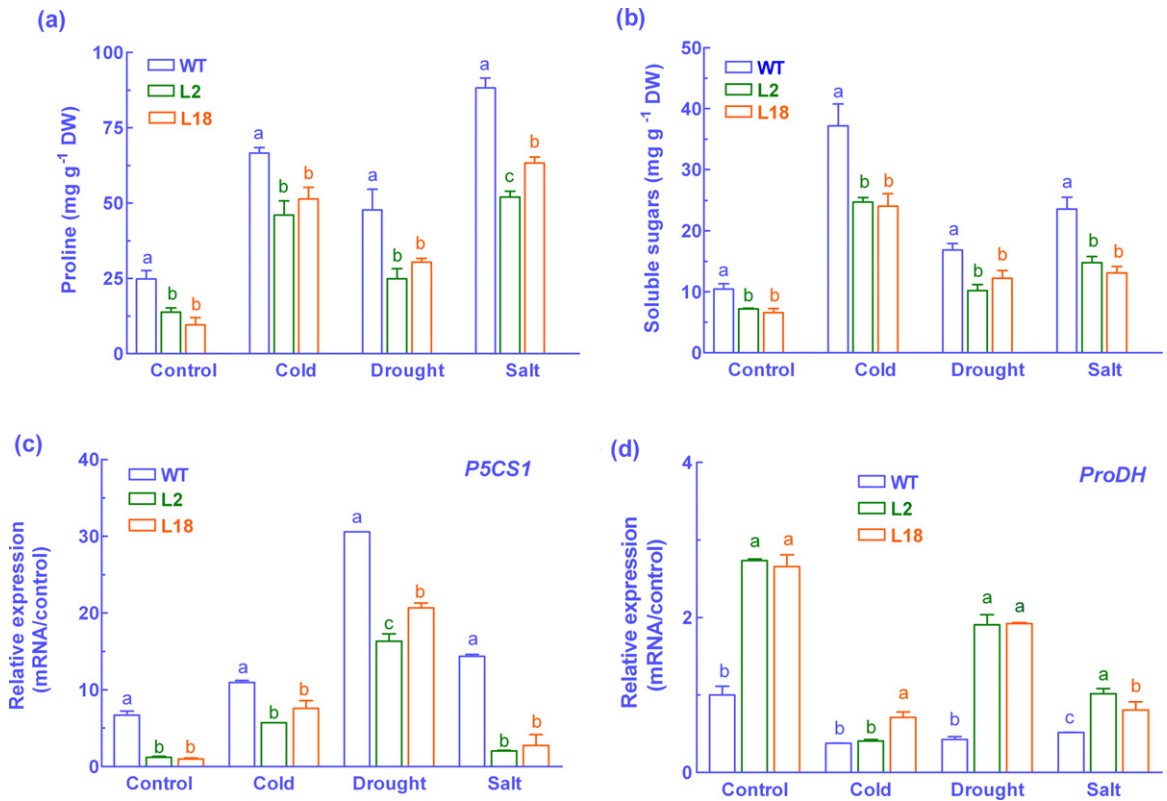 (a)
Proline (mg g⁻¹ DW)
100
75
50
25
0
WT
L2
L18
a
b
b
a
b
b
a
b
b
a
c
b
Control Cold Drought Salt
(b)
Soluble sugars (mg g⁻¹ DW)
50
40
30
20
10
0
WT
L2
L18
a
b
b
a
b
b
a
b
b
a
b
b
Control Cold Drought Salt
(c)
P5CS1
Relative expression
(mRNA/control)
40
30
20
10
0
WT
L2
L18
a
b
b
a
b
b
a
c
b
a
b
b
Control Cold Drought Salt
(d)
ProDH
Relative expression
(mRNA/control)
4
2
0
WT
L2
L18
b
a
a
b
b
a
b
a
a
c
a
b
Control Cold Drought Salt